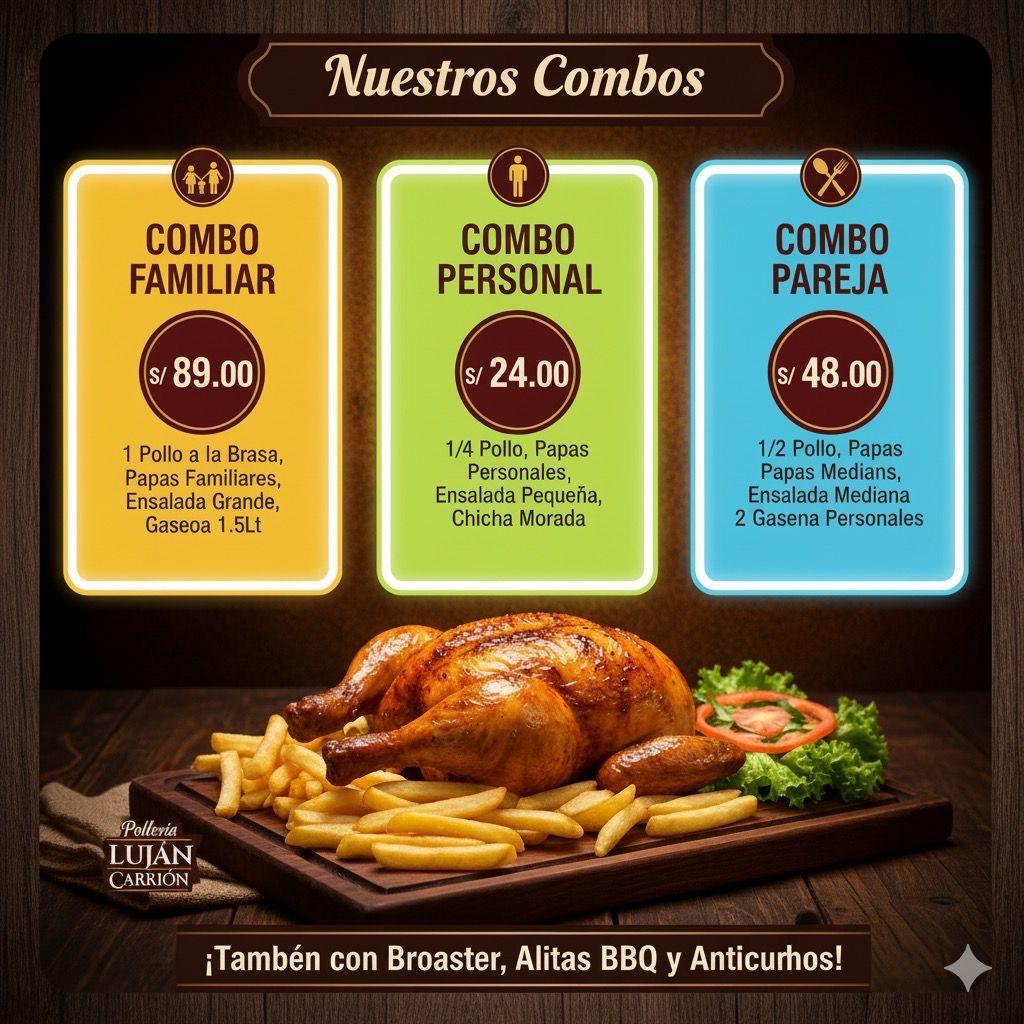 Nuestros Combos
COMBO
FAMILIAR
S/ 89.00
1 Pollo a la Brasa,
Papas Familiares,
Ensalada Grande,
Gaseoa 1.5Lt
COMBO
PERSONAL
S/ 24.00
1/4 Pollo, Papas
Personales,
Ensalada Pequeña,
Chicha Morada
COMBO
PAREJA
S/ 48.00
1/2 Pollo, Papas
Papas Medians,
Ensalada Mediana
2 Gasena Personales
Polleria
LUJÁN
CARRIÓN
¡Tambén con Broaster, Alitas BBQ y Anticurhos!